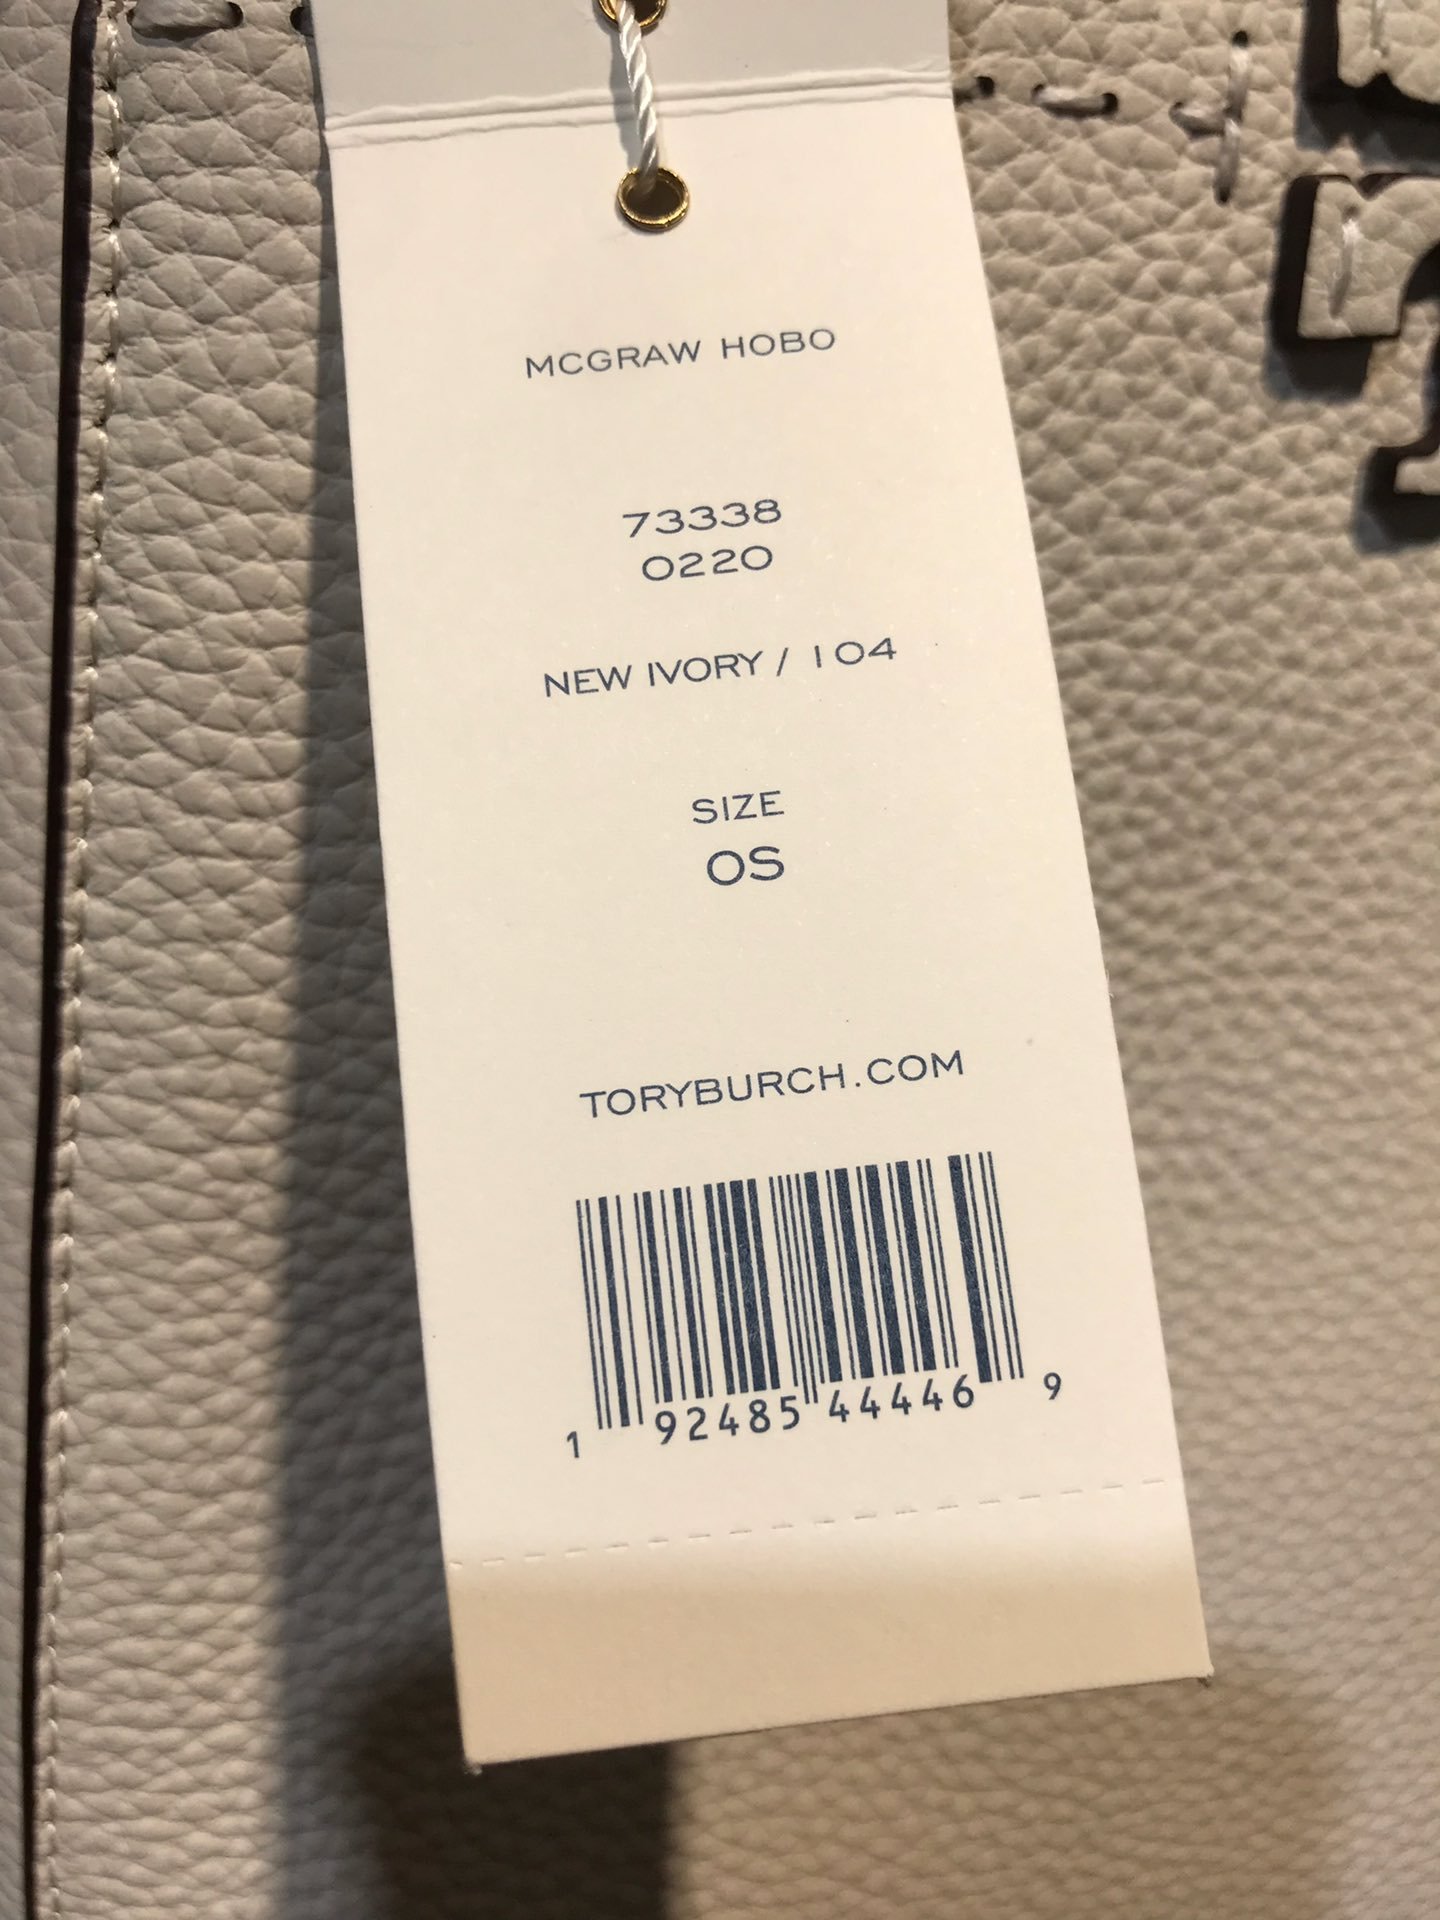 MCGRAW HOBO
73338
0220
NEW IVORY / 104
SIZE
OS
TORYBURCH.COM
1 92485 44446 9